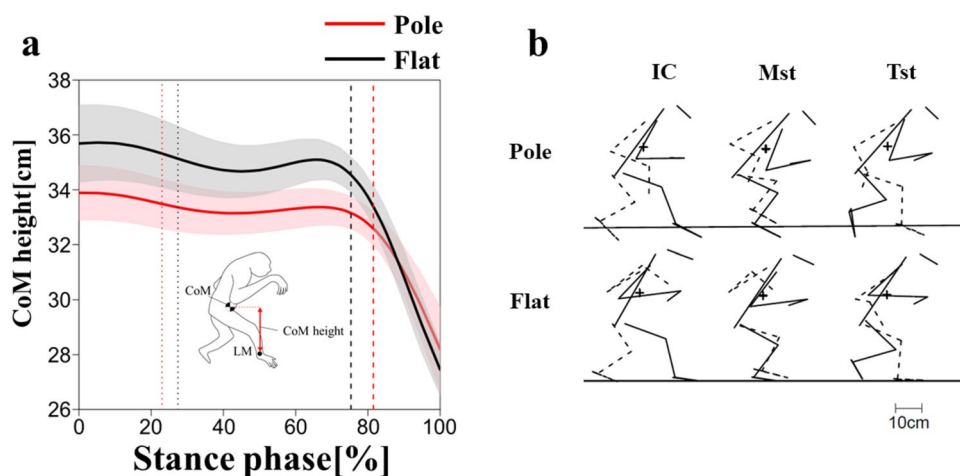 a
Pole
Flat
CoM height[cm]
38
36
34
32
30
28
26
CoM
CoM height
LM
0
20
40
60
80
100
Stance phase[%]
b
IC
Mst
Tst
Pole
Flat
10cm